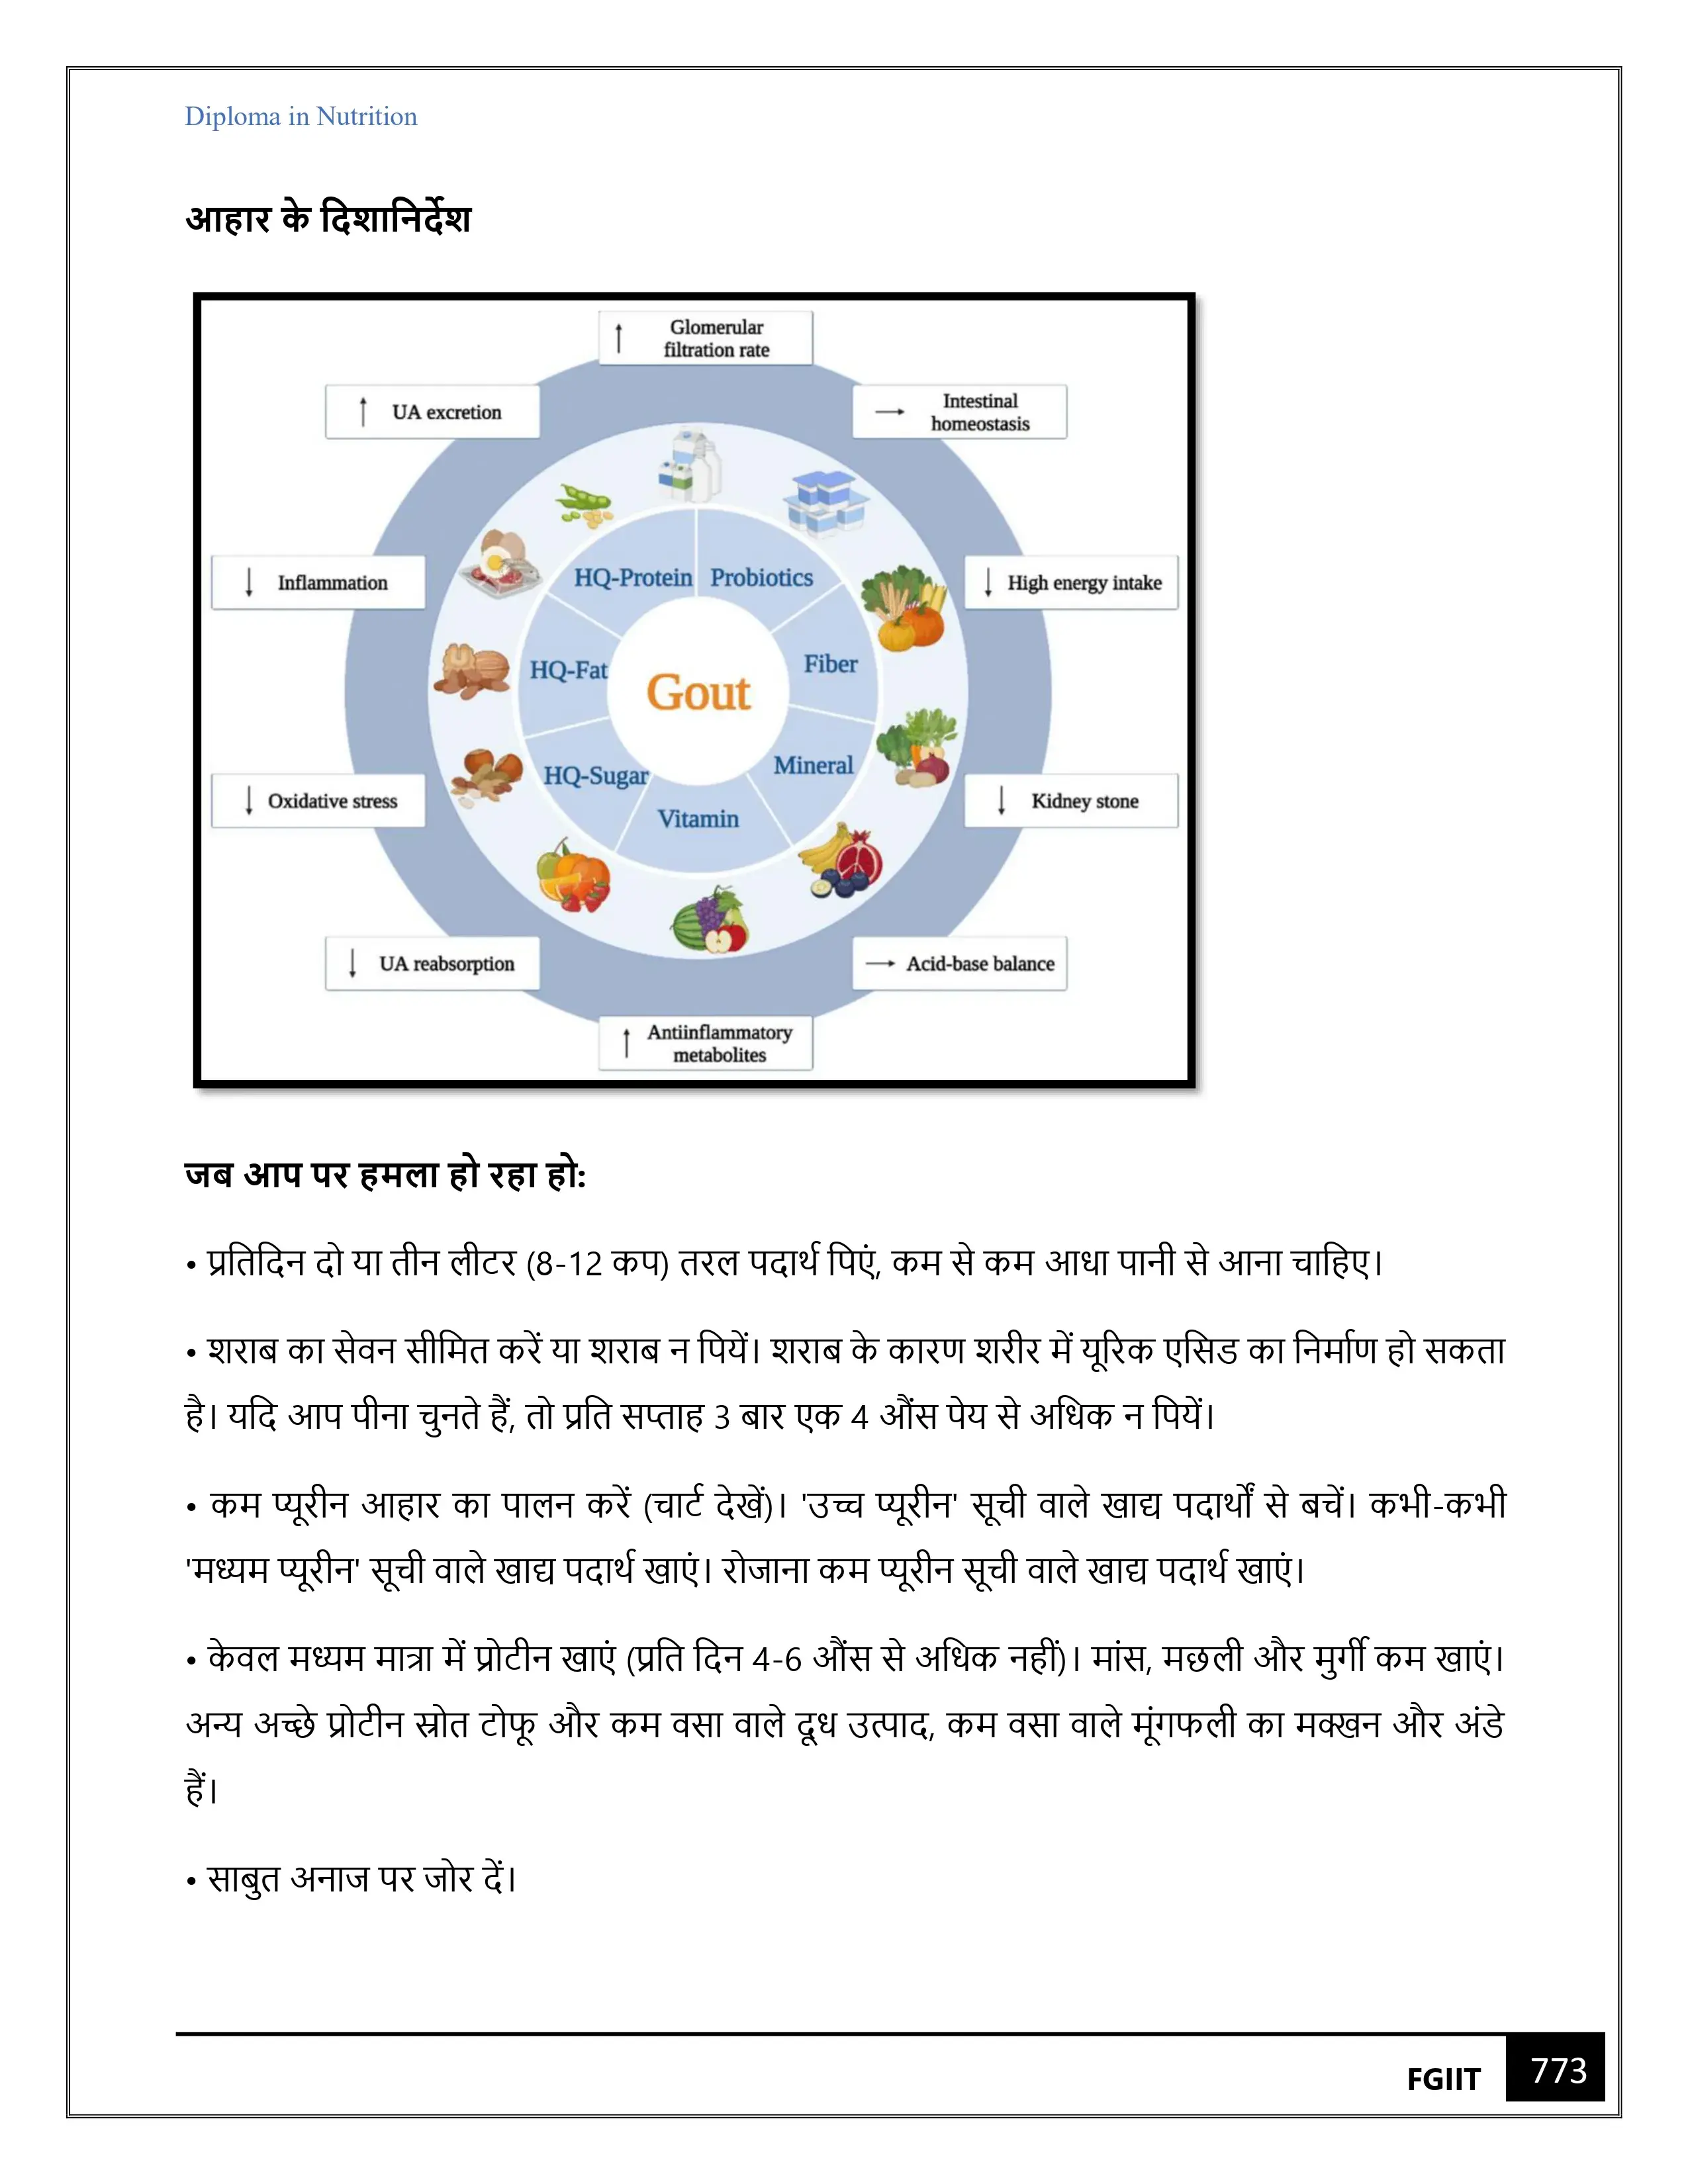 Diploma in Nutrition
आहार के दिशानिर्देश
↑ Glomerular
filtration rate
↑ UA excretion
→ Intestinal
homeostasis
↓ Inflammation
↓ High energy intake
HQ-Protein
Probiotics
HQ-Fat
Fiber
Gout
HQ-Sugar
Mineral
Vitamin
↓ Oxidative stress
↓ Kidney stone
↓ UA reabsorption
→ Acid-base balance
↑ Antiinflammatory
metabolites
जब आप पर हमला हो रहा हो:
• प्रतिदिन दो या तीन लीटर (8-12 कप) तरल पदार्थ पिएं, कम से कम आधा पानी से आना चाहिए।
• शराब का सेवन सीमित करें या शराब न पियें। शराब के कारण शरीर में यूरिक एसिड का निर्माण हो सकता
है। यदि आप पीना चुनते हैं, तो प्रति सप्ताह 3 बार एक 4 औंस पेय से अधिक न पियें।
• कम प्यूरीन आहार का पालन करें (चार्ट देखें)। 'उच्च प्यूरीन' सूची वाले खाद्य पदार्थों से बचें। कभी-कभी
'मध्यम प्यूरीन' सूची वाले खाद्य पदार्थ खाएं। रोजाना कम प्यूरीन सूची वाले खाद्य पदार्थ खाएं।
• केवल मध्यम मात्रा में प्रोटीन खाएं (प्रति दिन 4-6 औंस से अधिक नहीं)। मांस, मछली और मुर्गी कम खाएं।
अन्य अच्छे प्रोटीन स्रोत टोफू और कम वसा वाले दूध उत्पाद, कम वसा वाले मूंगफली का मक्खन और अंडे
हैं।
• साबुत अनाज पर जोर दें।
FGIIT 773